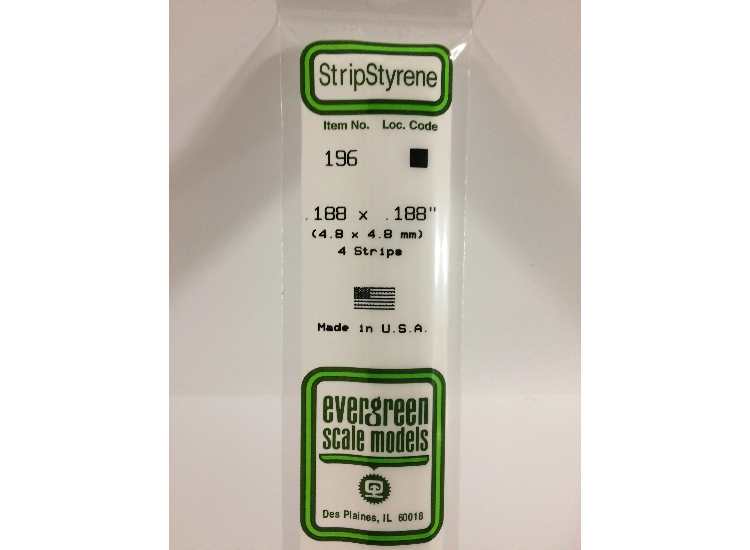 StripStyrene
Item No. Loc. Code
196
.188 x .188"
(4.8 x 4.8 mm)
4 Strips
Made in U.S.A.
evergreen
scale models
Des Plaines, IL 60018